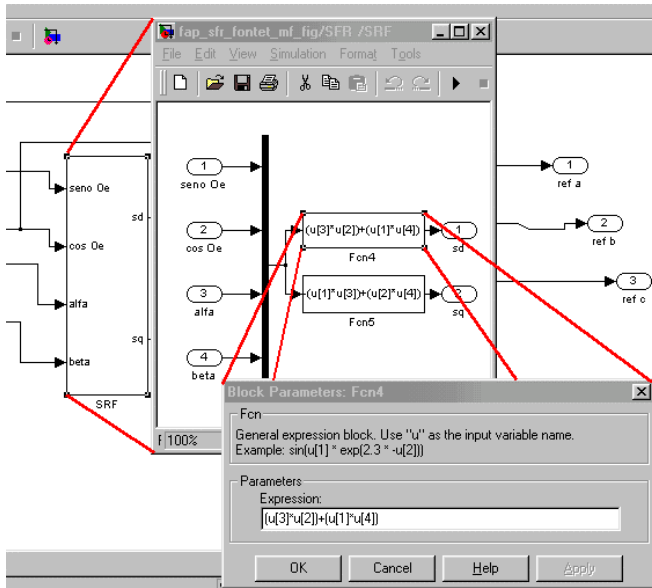 fap_sfr_fontet_mf_fig/SFR /SRF
File Edit View Simulation Format Tools
seno Oe
cos Oe
alfa
beta
sd
sq
SRF
1
seno Oe
2
cos Oe
3
alfa
4
beta
(u[3]*u[2])+(u[1]*u[4])
Fcn4
(u[1]*u[3])+(u[2]*u[4])
Fcn5
1
sd
2
sq
1
ref a
2
ref b
3
ref c
100%
Block Parameters: Fcn4
Fcn
General expression block. Use "u" as the input variable name.
Example: sin(u[1] * exp(2.3 * -u[2]))
Parameters
Expression:
(u[3]*u[2])+(u[1]*u[4])
OK Cancel Help Apply